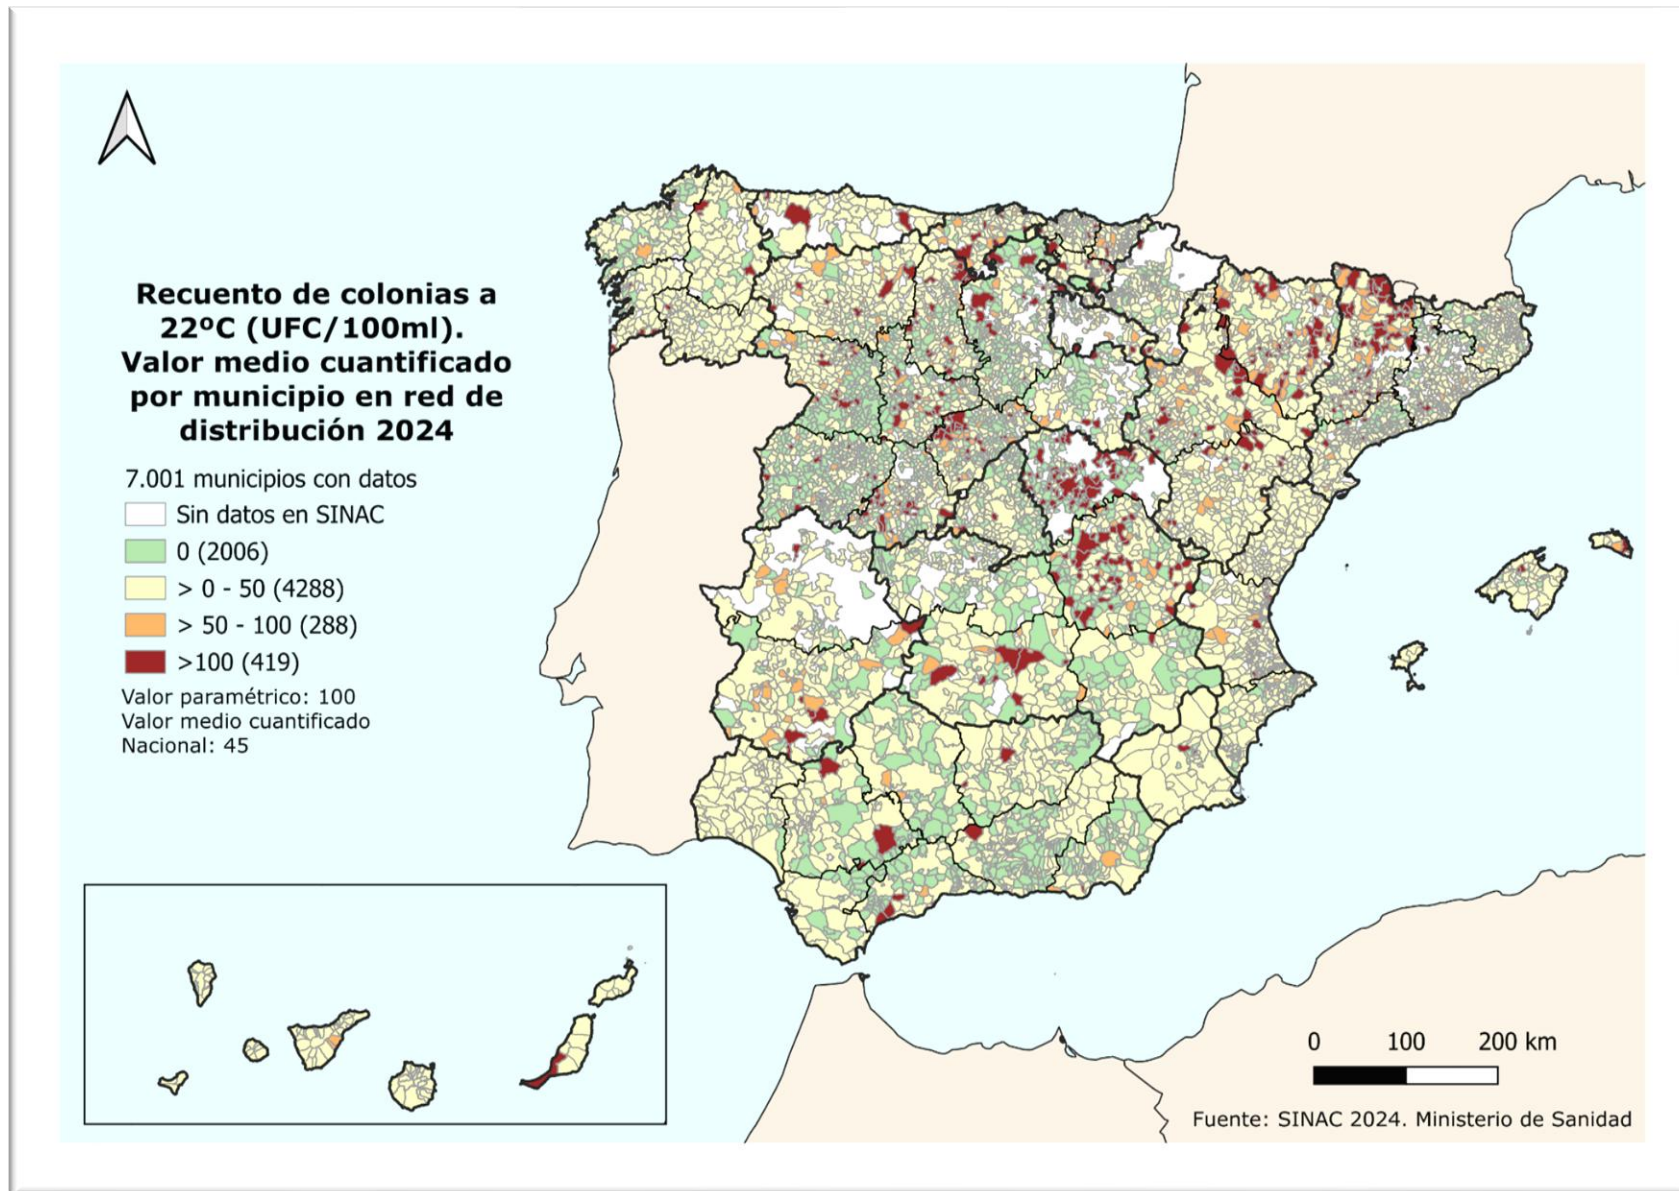 Recuento de colonias a
22ºC (UFC/100ml).
Valor medio cuantificado
por municipio en red de
distribución 2024
7.001 municipios con datos
Sin datos en SINAC
0 (2006)
> 0 - 50 (4288)
> 50 - 100 (288)
>100 (419)
Valor paramétrico: 100
Valor medio cuantificado
Nacional: 45
0 100 200 km
Fuente: SINAC 2024. Ministerio de Sanidad